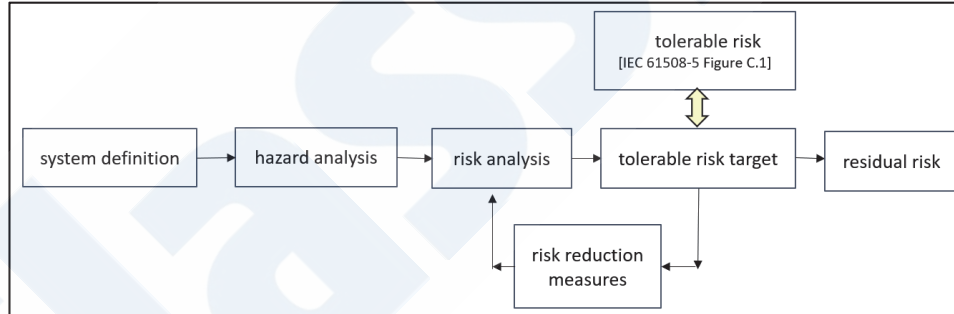 tolerable risk
[IEC 61508-5 Figure C.1]
system definition
hazard analysis
risk analysis
tolerable risk target
residual risk
risk reduction
measures